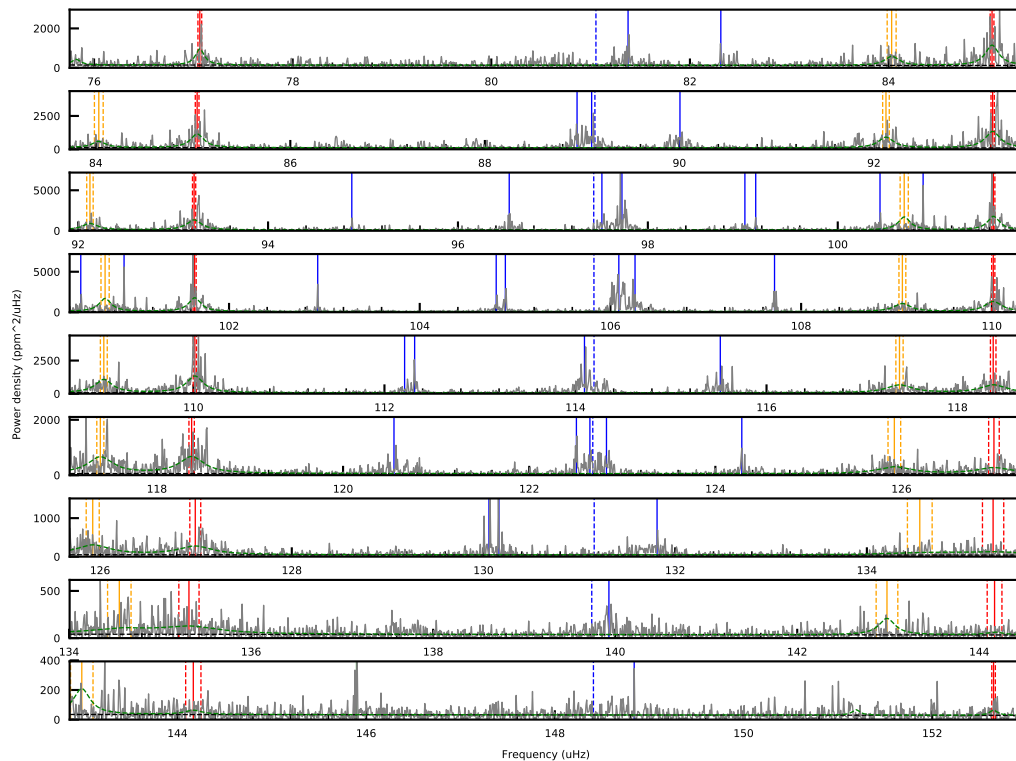 2000
0
76 78 80 82 84
2500
0
84 86 88 90 92
5000
0
92 94 96 98 100
5000
0
102 104 106 108 110
2500
0
110 112 114 116 118
2000
0
118 120 122 124 126
1000
0
126 128 130 132 134
500
0
134 136 138 140 142 144
400
200
0
144 146 148 150 152
Power density (ppm^2/uHz)
Frequency (uHz)